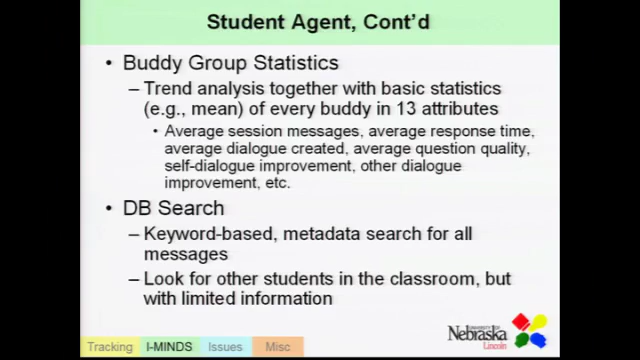 Student Agent, Cont'd
• Buddy Group Statistics
– Trend analysis together with basic statistics
(e.g., mean) of every buddy in 13 attributes
• Average session messages, average response time,
average dialogue created, average question quality,
self-dialogue improvement, other dialogue
improvement, etc.
• DB Search
– Keyword-based, metadata search for all
messages
– Look for other students in the classroom, but
with limited information
UNIVERSITY OF
Nebraska
Lincoln
Tracking I-MINDS Issues Misc